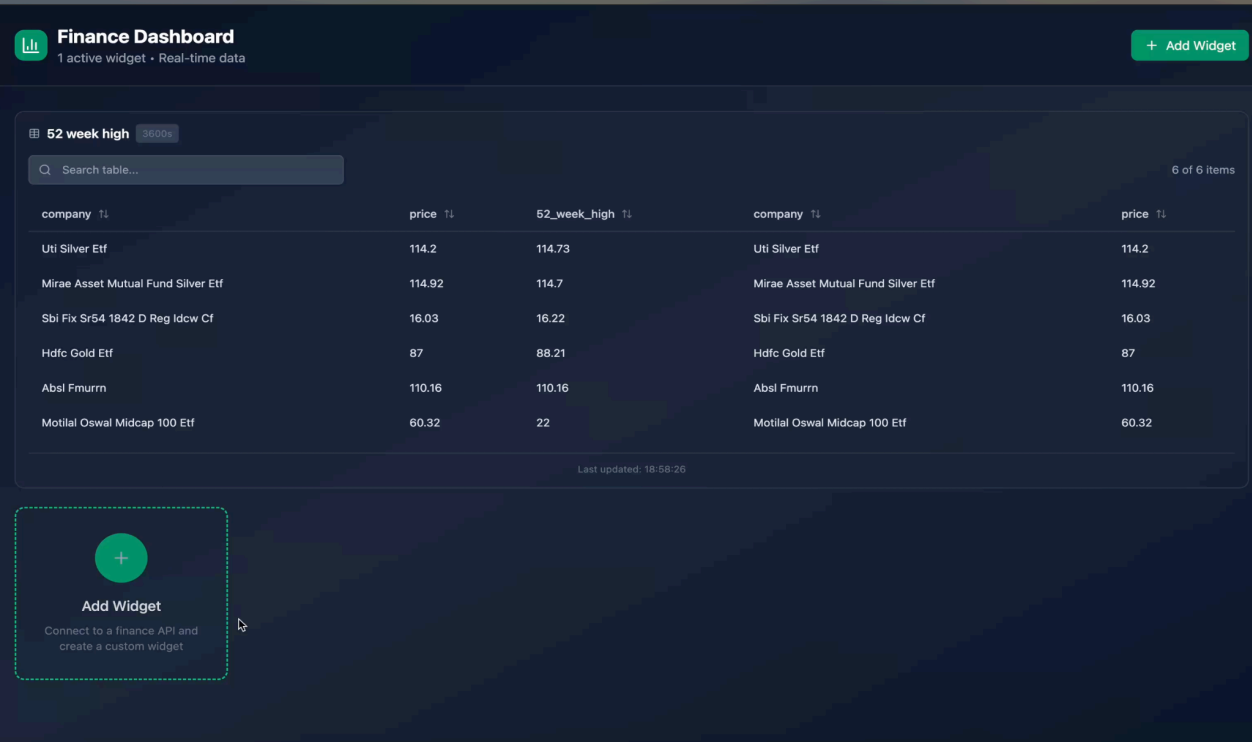 Finance Dashboard
1 active widget • Real-time data
+ Add Widget
52 week high 3600s
Search table...
6 of 6 items
company price 52_week_high company price
Uti Silver Etf 114.2 114.73 Uti Silver Etf 114.2
Mirae Asset Mutual Fund Silver Etf 114.92 114.7 Mirae Asset Mutual Fund Silver Etf 114.92
Sbi Fix Sr54 1842 D Reg Idcw Cf 16.03 16.22 Sbi Fix Sr54 1842 D Reg Idcw Cf 16.03
Hdfc Gold Etf 87 88.21 Hdfc Gold Etf 87
Absl Fmurrn 110.16 110.16 Absl Fmurrn 110.16
Motilal Oswal Midcap 100 Etf 60.32 22 Motilal Oswal Midcap 100 Etf 60.32
Last updated: 18:58:26
+
Add Widget
Connect to a finance API and
create a custom widget